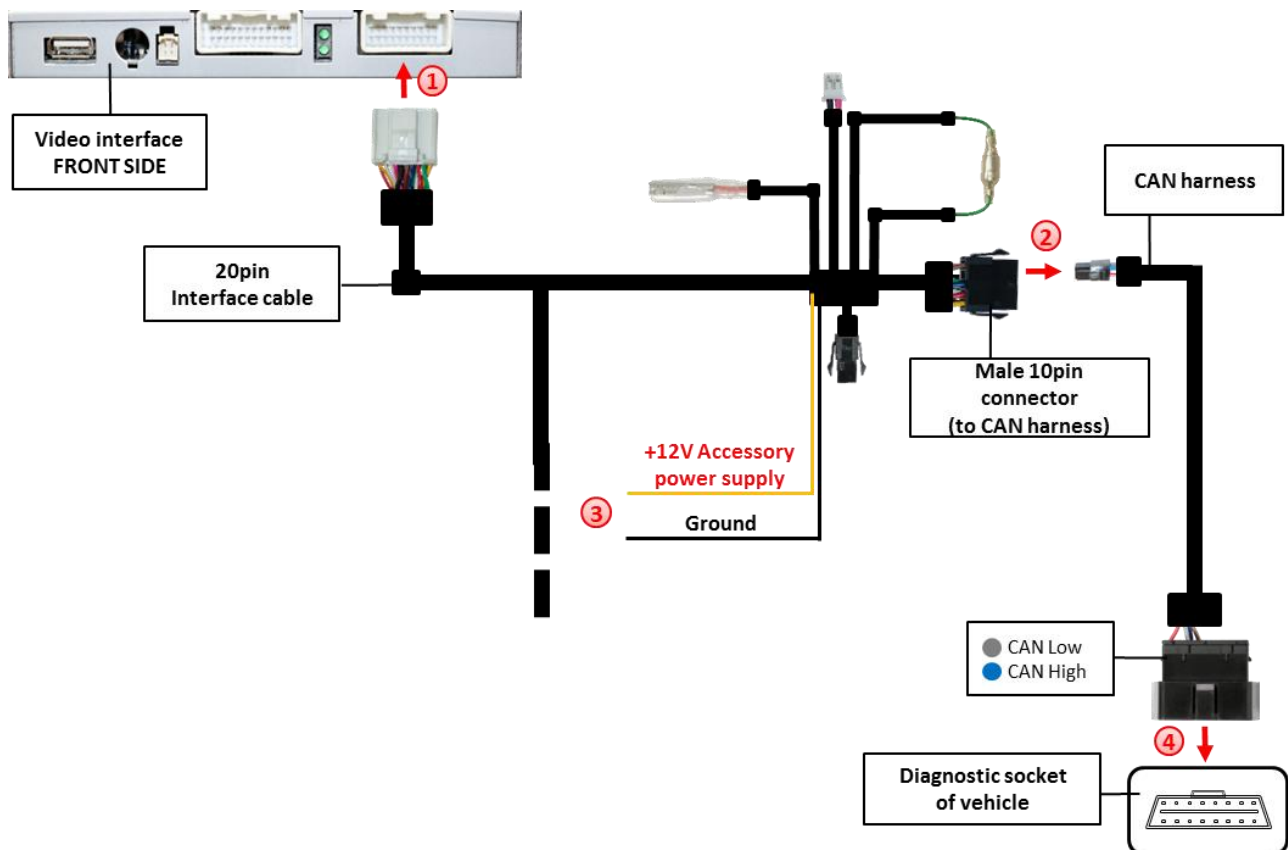 1
Video interface
FRONT SIDE
CAN harness
2
20pin
Interface cable
Male 10pin
connector
(to CAN harness)
+12V Accessory
power supply
3
Ground
CAN Low
CAN High
4
Diagnostic socket
of vehicle